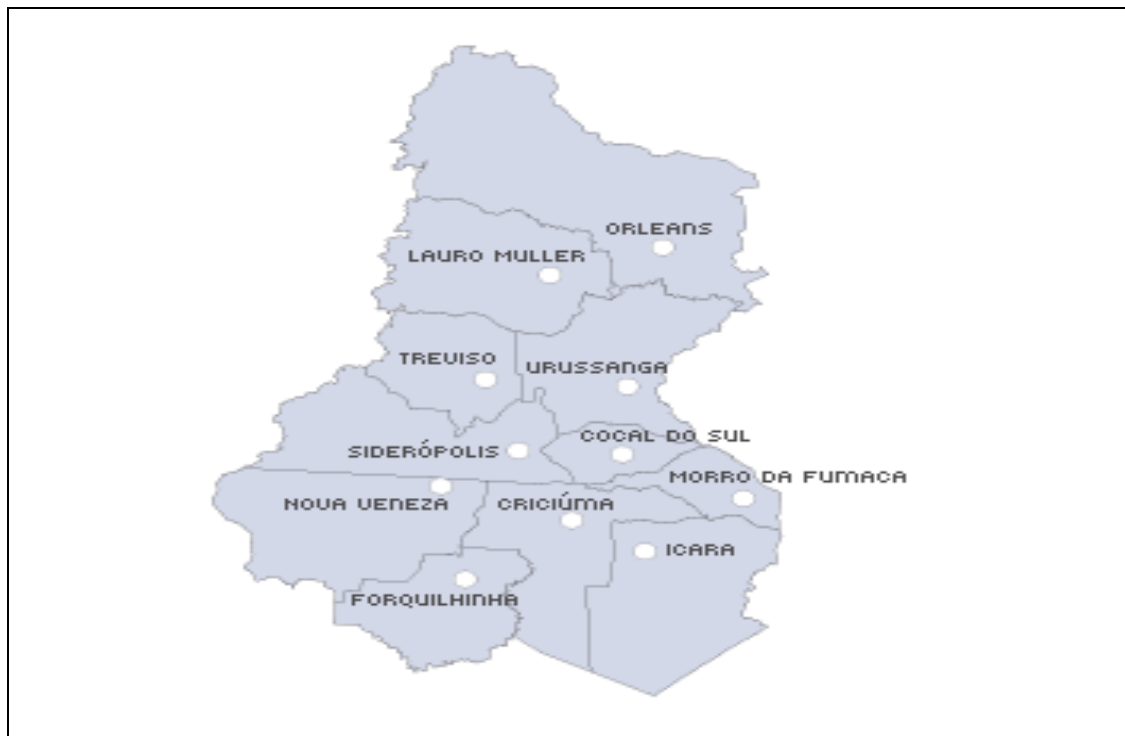 ORLEANS
LAURO MULLER
TREVISO
URUSSANGA
COCAL DO SUL
SIDERÓPOLIS
MORRO DA FUMACA
NOVA VENEZA
CRICIÚMA
ICARA
FORQUILHINHA